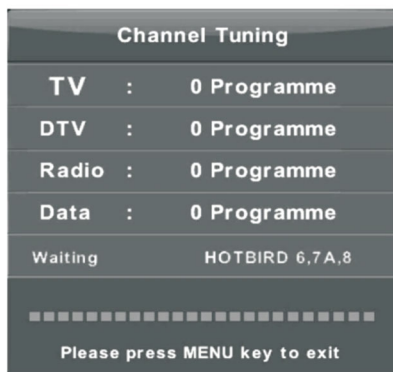 Channel Tuning
TV : 0 Programme
DTV : 0 Programme
Radio : 0 Programme
Data : 0 Programme
Waiting HOTBIRD 6,7A,8
Please press MENU key to exit